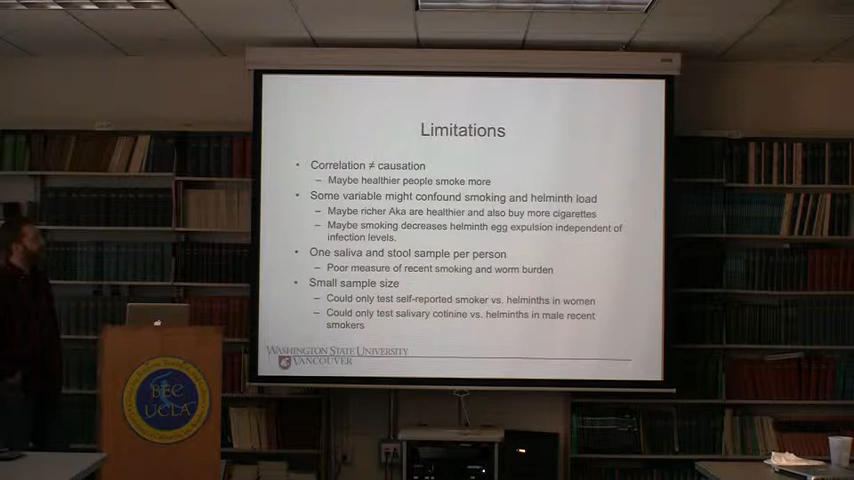 Limitations
• Correlation ≠ causation
– Maybe healthier people smoke more
• Some variable might confound smoking and helminth load
– Maybe richer Aka are healthier and also buy more cigarettes
– Maybe smoking decreases helminth egg expulsion independent of
infection levels.
• One saliva and stool sample per person
– Poor measure of recent smoking and worm burden
• Small sample size
– Could only test self-reported smoker vs. helminths in women
– Could only test salivary cotinine vs. helminths in male recent
smokers
WASHINGTON STATE UNIVERSITY
VANCOUVER
BEC
UCLA